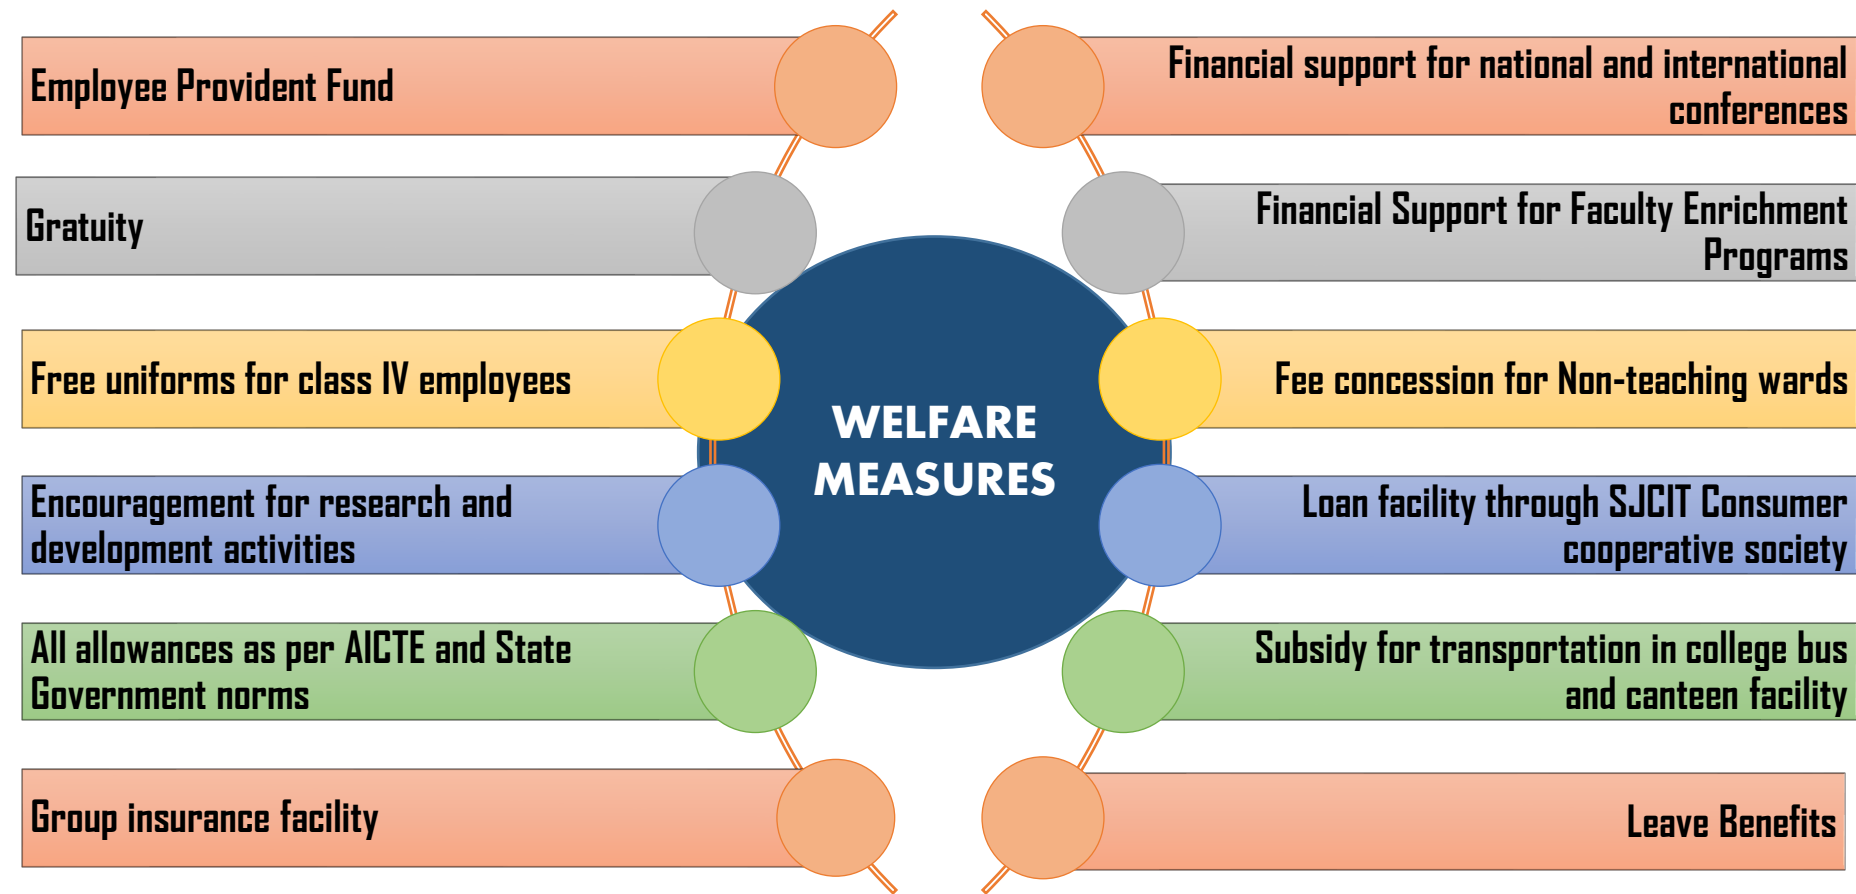 Employee Provident Fund
Gratuity
Free uniforms for class IV employees
Encouragement for research and
development activities
All allowances as per AICTE and State
Government norms
Group insurance facility
WELFARE
MEASURES
Financial support for national and international
conferences
Financial Support for Faculty Enrichment
Programs
Fee concession for Non-teaching wards
Loan facility through SJCIT Consumer
cooperative society
Subsidy for transportation in college bus
and canteen facility
Leave Benefits